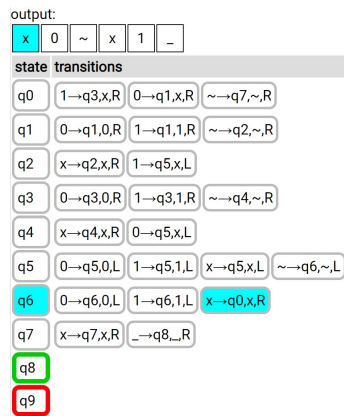 output:
x 0 ~ x 1 _
state transitions
q0 1→q3,x,R 0→q1,x,R ~→q7,~,R
q1 0→q1,0,R 1→q1,1,R ~→q2,~,R
q2 x→q2,x,R 1→q5,x,L
q3 0→q3,0,R 1→q3,1,R ~→q4,~,R
q4 x→q4,x,R 0→q5,x,L
q5 0→q5,0,L 1→q5,1,L x→q5,x,L ~→q6,~,L
q6 0→q6,0,L 1→q6,1,L x→q0,x,R
q7 x→q7,x,R _→q8,_,R
q8
q9